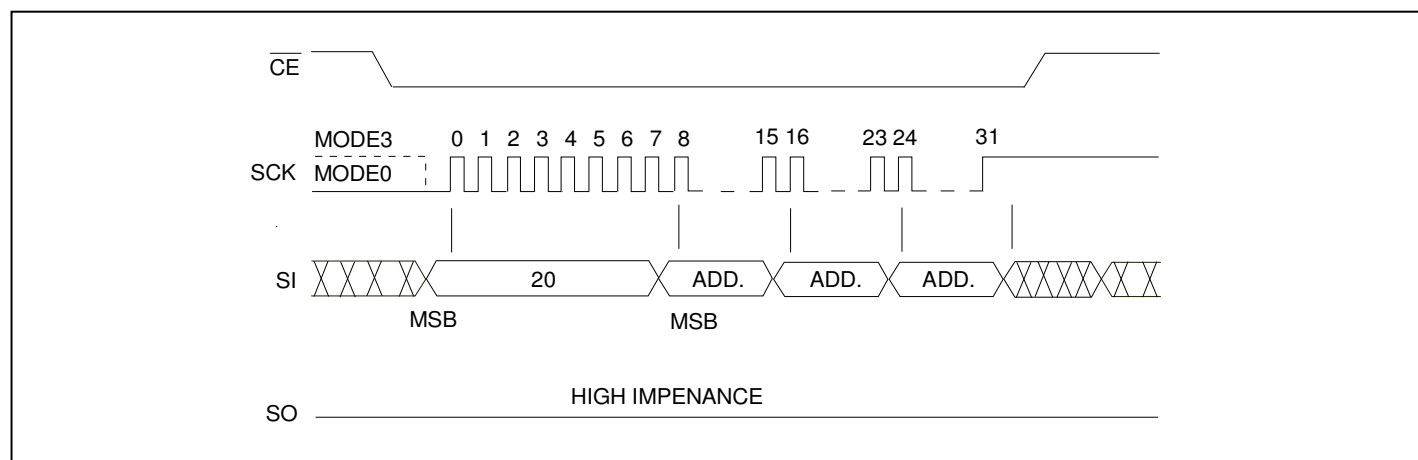 CE
MODE3 0 1 2 3 4 5 6 7 8 15 16 23 24 31
SCK MODE0
SI 20 ADD. ADD. ADD.
MSB MSB
HIGH IMPENANCE
SO